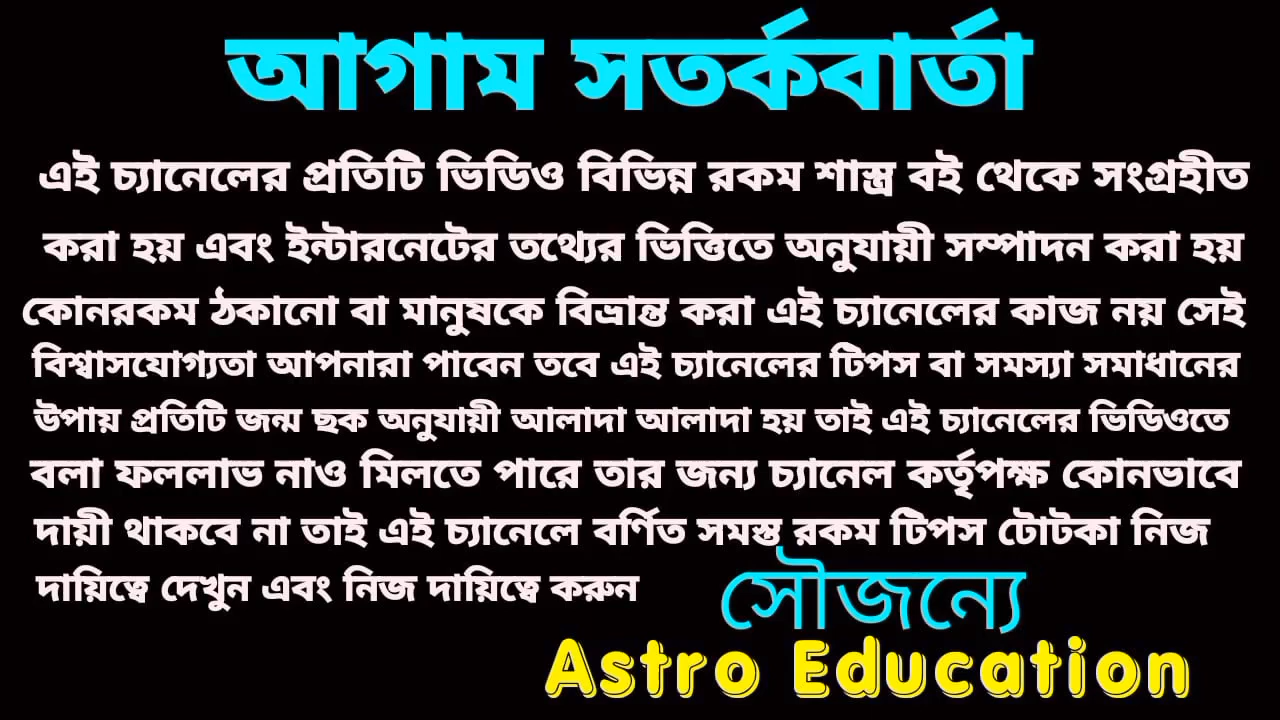 আগাম সতর্কবার্তা
এই চ্যানেলের প্রতিটি ভিডিও বিভিন্ন রকম শাস্ত্র বই থেকে সংগ্রহীত
করা হয় এবং ইন্টারনেটের তথ্যের ভিত্তিতে অনুযায়ী সম্পাদন করা হয়
কোনরকম ঠকানো বা মানুষকে বিভ্রান্ত করা এই চ্যানেলের কাজ নয় সেই
বিশ্বাসযোগ্যতা আপনারা পাবেন তবে এই চ্যানেলের টিপস বা সমস্যা সমাধানের
উপায় প্রতিটি জন্ম ছক অনুযায়ী আলাদা আলাদা হয় তাই এই চ্যানেলের ভিডিওতে
বলা ফললাভ নাও মিলতে পারে তার জন্য চ্যানেল কর্তৃপক্ষ কোনভাবে
দায়ী থাকবে না তাই এই চ্যানেলে বর্ণিত সমস্ত রকম টিপস টোটকা নিজ
দায়িত্বে দেখুন এবং নিজ দায়িত্বে করুন
সৌজন্যে
Astro Education